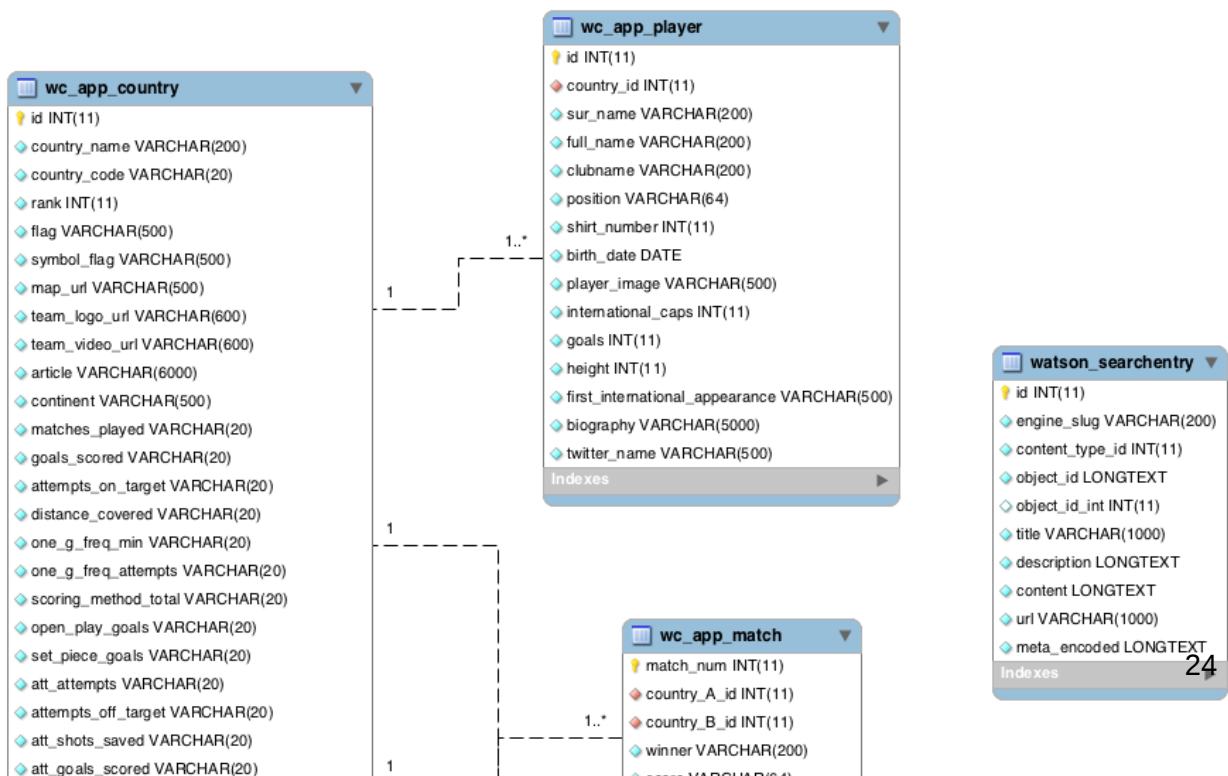 wc_app_player
id INT(11)
country_id INT(11)
sur_name VARCHAR(200)
full_name VARCHAR(200)
clubname VARCHAR(200)
position VARCHAR(64)
shirt_number INT(11)
birth_date DATE
player_image VARCHAR(500)
international_caps INT(11)
goals INT(11)
height INT(11)
first_international_appearance VARCHAR(500)
biography VARCHAR(5000)
twitter_name VARCHAR(500)
Indexes
wc_app_country
id INT(11)
country_name VARCHAR(200)
country_code VARCHAR(20)
rank INT(11)
flag VARCHAR(500)
symbol_flag VARCHAR(500)
map_url VARCHAR(500)
team_logo_url VARCHAR(600)
team_video_url VARCHAR(600)
article VARCHAR(6000)
continent VARCHAR(500)
matches_played VARCHAR(20)
goals_scored VARCHAR(20)
attempts_on_target VARCHAR(20)
distance_covered VARCHAR(20)
one_g_freq_min VARCHAR(20)
one_g_freq_attempts VARCHAR(20)
scoring_method_total VARCHAR(20)
open_play_goals VARCHAR(20)
set_piece_goals VARCHAR(20)
att_attempts VARCHAR(20)
attempts_off_target VARCHAR(20)
att_shots_saved VARCHAR(20)
att_goals_scored VARCHAR(20)
1..*
1
1
1..*
1
wc_app_match
match_num INT(11)
country_A_id INT(11)
country_B_id INT(11)
winner VARCHAR(200)
watson_searchentry
id INT(11)
engine_slug VARCHAR(200)
content_type_id INT(11)
object_id LONGTEXT
object_id_int INT(11)
title VARCHAR(1000)
description LONGTEXT
content LONGTEXT
url VARCHAR(1000)
meta_encoded LONGTEXT
Indexes
24